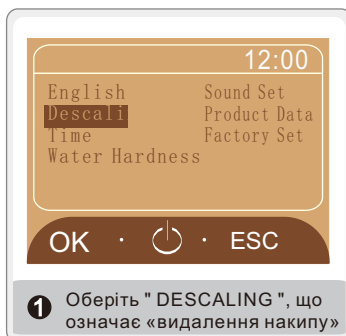 12:00
English Sound Set
Descali Product Data
Time Factory Set
Water Hardness
OK · · ESC
1 Оберіть " DESCALING ", що
означає «видалення накипу»